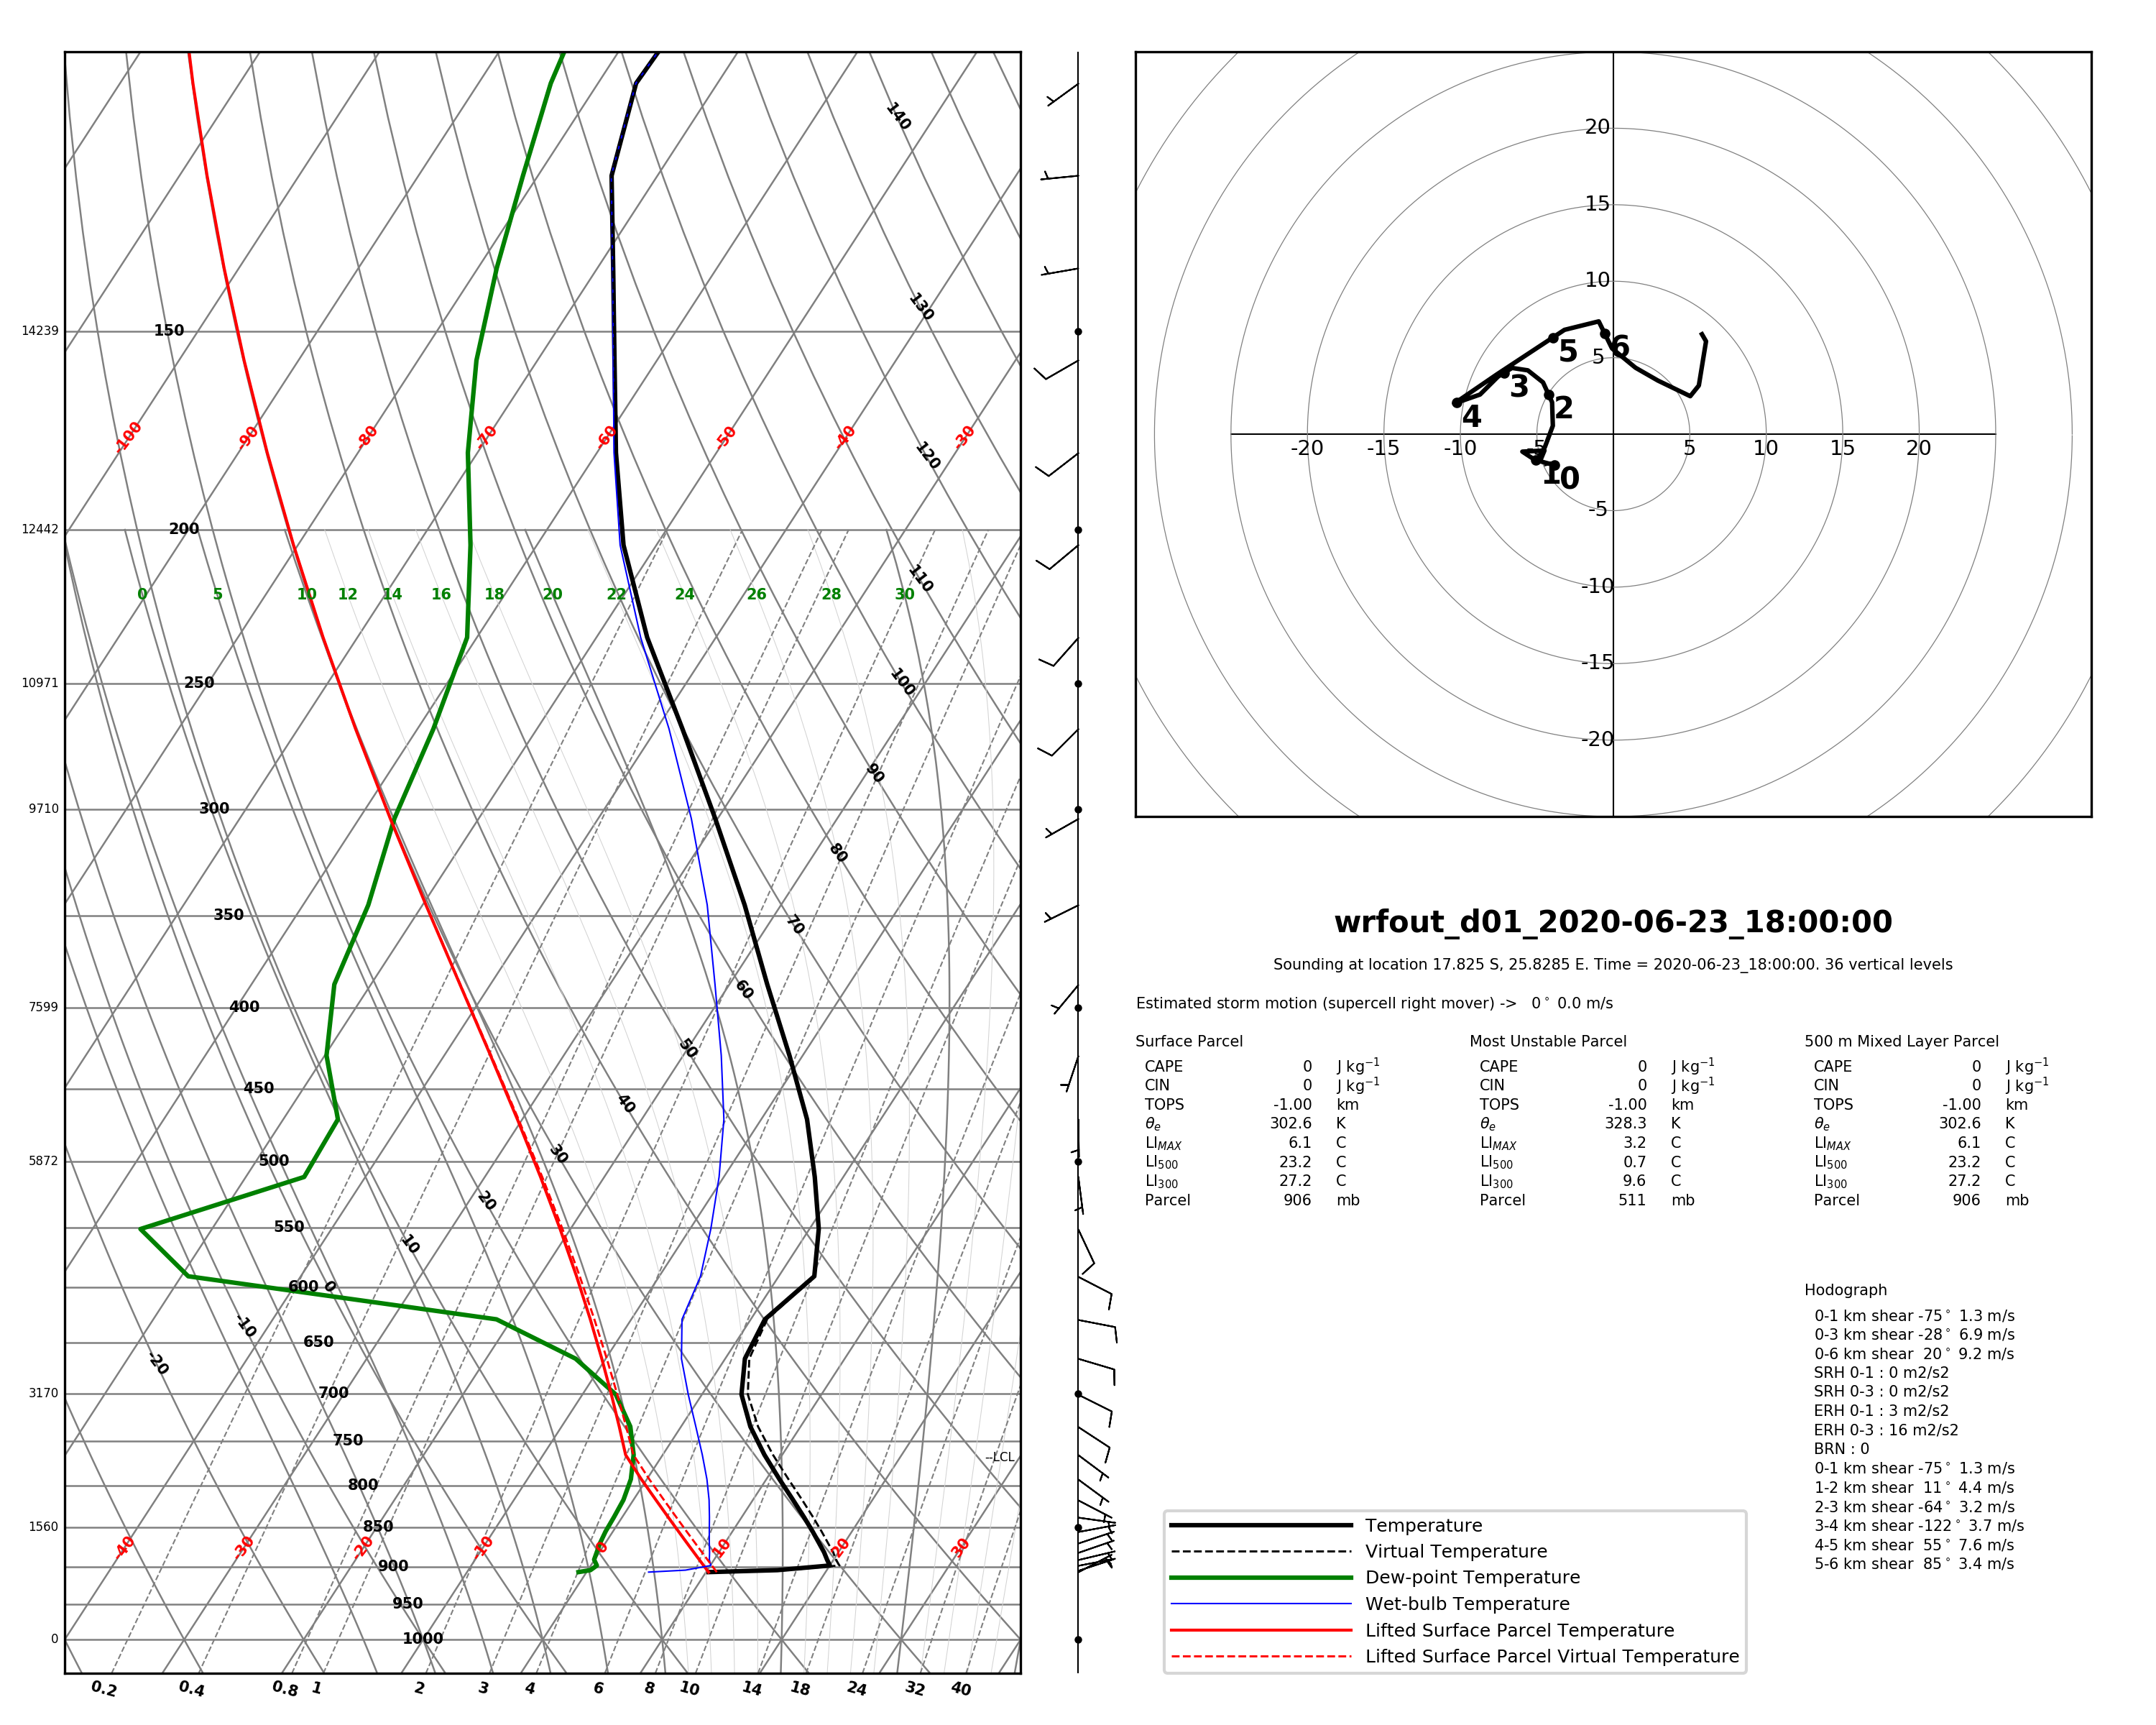 140
20
130
15
14239 150
10
-100 -90 -80 -70 -60 -50 -40 -30
120
5 6
5
3
2
4
-20 -15 -10 -5 5 10 15 20
1 0
-5
-10
-15
-20
12442 200
110
0 5 10 12 14 16 18 20 22 24 26 28 30
10971 250
100
90
9710 300
80
350
70
7599 400
60
450
50
40
5872 500
30
20
550
10
600 0
-10
650
-20
3170 700
750
--LCL
800
1560 850
-40 -30 -20 -10 0 10 20 30
900
950
0 1000
0.2 0.4 0.8 1 2 3 4 6 8 10 14 18 24 32 40
wrfout_d01_2020-06-23_18:00:00
Sounding at location 17.825 S, 25.8285 E. Time = 2020-06-23_18:00:00. 36 vertical levels
Estimated storm motion (supercell right mover) -> 0° 0.0 m/s
Surface Parcel
CAPE 0 J kg⁻¹
CIN 0 J kg⁻¹
TOPS -1.00 km
θe 302.6 K
LI MAX 6.1 C
LI 500 23.2 C
LI 300 27.2 C
Parcel 906 mb
Most Unstable Parcel
CAPE 0 J kg⁻¹
CIN 0 J kg⁻¹
TOPS -1.00 km
θe 328.3 K
LI MAX 3.2 C
LI 500 0.7 C
LI 300 9.6 C
Parcel 511 mb
500 m Mixed Layer Parcel
CAPE 0 J kg⁻¹
CIN 0 J kg⁻¹
TOPS -1.00 km
θe 302.6 K
LI MAX 6.1 C
LI 500 23.2 C
LI 300 27.2 C
Parcel 906 mb
Hodograph
0-1 km shear -75° 1.3 m/s
0-3 km shear -28° 6.9 m/s
0-6 km shear 20° 9.2 m/s
SRH 0-1 : 0 m2/s2
SRH 0-3 : 0 m2/s2
ERH 0-1 : 3 m2/s2
ERH 0-3 : 16 m2/s2
BRN : 0
0-1 km shear -75° 1.3 m/s
1-2 km shear 11° 4.4 m/s
2-3 km shear -64° 3.2 m/s
3-4 km shear -122° 3.7 m/s
4-5 km shear 55° 7.6 m/s
5-6 km shear 85° 3.4 m/s
Temperature
Virtual Temperature
Dew-point Temperature
Wet-bulb Temperature
Lifted Surface Parcel Temperature
Lifted Surface Parcel Virtual Temperature